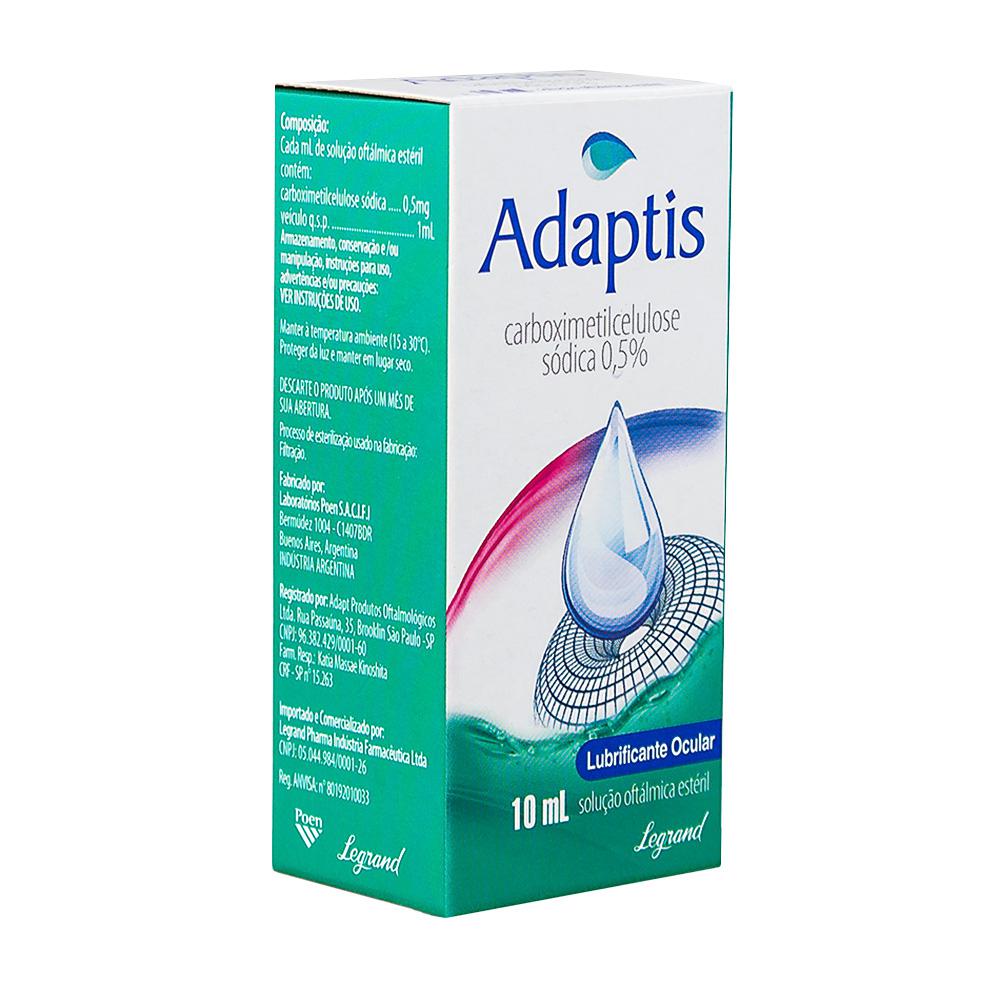 Composição:
Cada mL de solução oftálmica estéril
contém:
carboximetilcelulose sódica ..... 0,5mg
veículo q.s.p. ............................ 1mL
Armazenamento, conservação e /ou
manipulação, instruções para uso,
advertências e/ou precauções:
VER INSTRUÇÕES DE USO.
Manter à temperatura ambiente (15 a 30°C).
Proteger da luz e manter em lugar seco.
DESCARTE O PRODUTO APÓS UM MÊS DE
SUA ABERTURA.
Processo de esterilização usado na fabricação:
Filtração.
Fabricado por:
Laboratórios Poen S.A.C.I.F.I
Bermúdez 1004 - C1407BDR
Buenos Aires, Argentina
INDÚSTRIA ARGENTINA
Registrado por: Adapt Produtos Oftalmológicos
Ltda. Rua Passaúna, 35, Brooklin São Paulo -SP
CNPJ: 96.382.429/0001-60
Farm. Resp.: Katia Massae Kinoshita
CRF - SP nº 15.263
Importado e Comercializado por:
Legrand Pharma Indústria Farmacêutica Ltda
CNPJ: 05.044.984/0001-26
Reg. ANVISA: nº 80192010033
Poen
Legrand
Adaptis
carboximetilcelulose
sódica 0,5%
Lubrificante Ocular
10 mL solução oftálmica estéril
Legrand